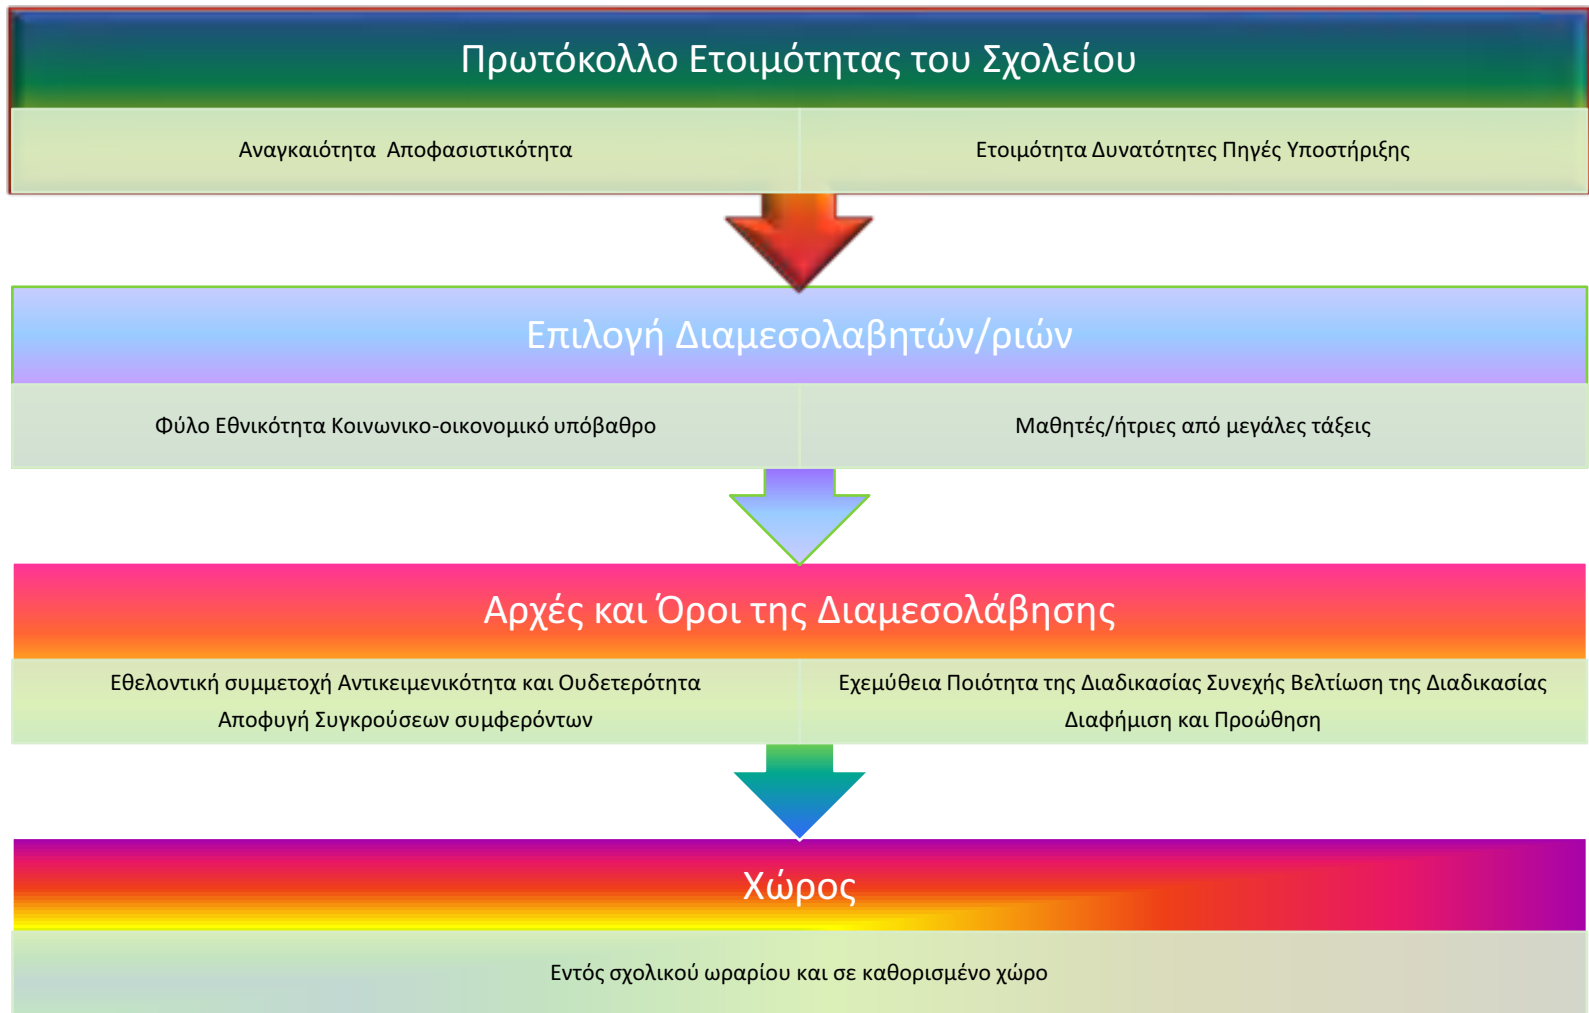 Πρωτόκολλο Ετοιμότητας του Σχολείου
Αναγκαιότητα Αποφασιστικότητα
Ετοιμότητα Δυνατότητες Πηγές Υποστήριξης
Επιλογή Διαμεσολαβητών/ριών
Φύλο Εθνικότητα Κοινωνικο-οικονομικό υπόβαθρο
Μαθητές/ήτριες από μεγάλες τάξεις
Αρχές και Όροι της Διαμεσολάβησης
Εθελοντική συμμετοχή Αντικειμενικότητα και Ουδετερότητα
Αποφυγή Συγκρούσεων συμφερόντων
Εχεμύθεια Ποιότητα της Διαδικασίας Συνεχής Βελτίωση της Διαδικασίας
Διαφήμιση και Προώθηση
Χώρος
Εντός σχολικού ωραρίου και σε καθορισμένο χώρο